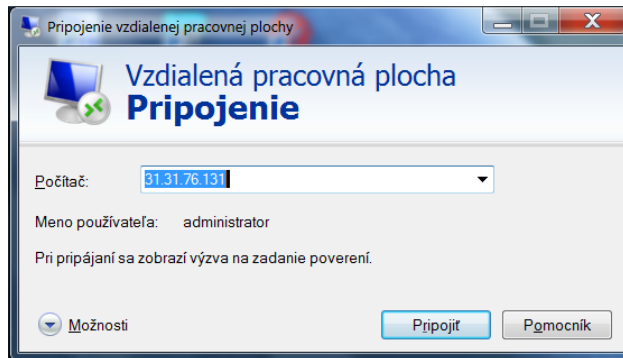 Pripojenie vzdialenej pracovnej plochy
Vzdialená pracovná plocha
Pripojenie
Počítač: 31.31.76.131
Meno používateľa: administrator
Pri pripájaní sa zobrazí výzva na zadanie poverení.
Možnosti Pripojiť Pomocník